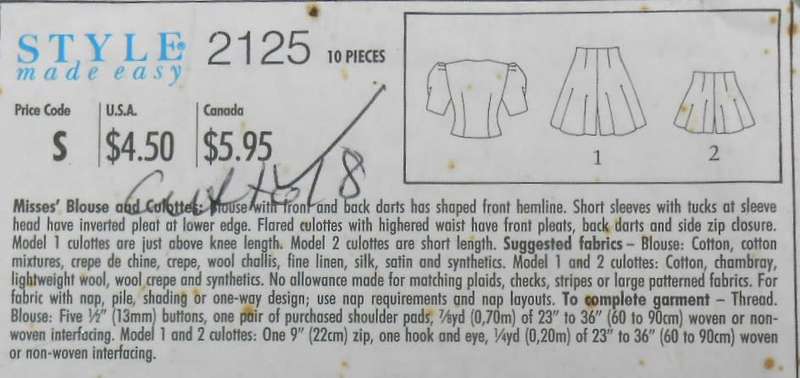 STYLE®
made easy
2125 10 PIECES
Price Code
S
U.S.A.
$4.50
Canada
$5.95
1
2
cut to 18
Misses' Blouse and Culottes: Blouse with front and back darts has shaped front hemline. Short sleeves with tucks at sleeve
head have inverted pleat at lower edge. Flared culottes with highered waist have front pleats, back darts and side zip closure.
Model 1 culottes are just above knee length. Model 2 culottes are short length. Suggested fabrics – Blouse: Cotton, cotton
mixtures, crepe de chine, crepe, wool challis, fine linen, silk, satin and synthetics. Model 1 and 2 culottes: Cotton, chambray,
lightweight wool, wool crepe and synthetics. No allowance made for matching plaids, checks, stripes or large patterned fabrics. For
fabric with nap, pile, shading or one-way design; use nap requirements and nap layouts. To complete garment – Thread.
Blouse: Five ½" (13mm) buttons, one pair of purchased shoulder pads, ⅞yd (0,70m) of 23" to 36" (60 to 90cm) woven or non-
woven interfacing. Model 1 and 2 culottes: One 9" (22cm) zip, one hook and eye, ¼yd (0,20m) of 23" to 36" (60 to 90cm) woven
or non-woven interfacing.